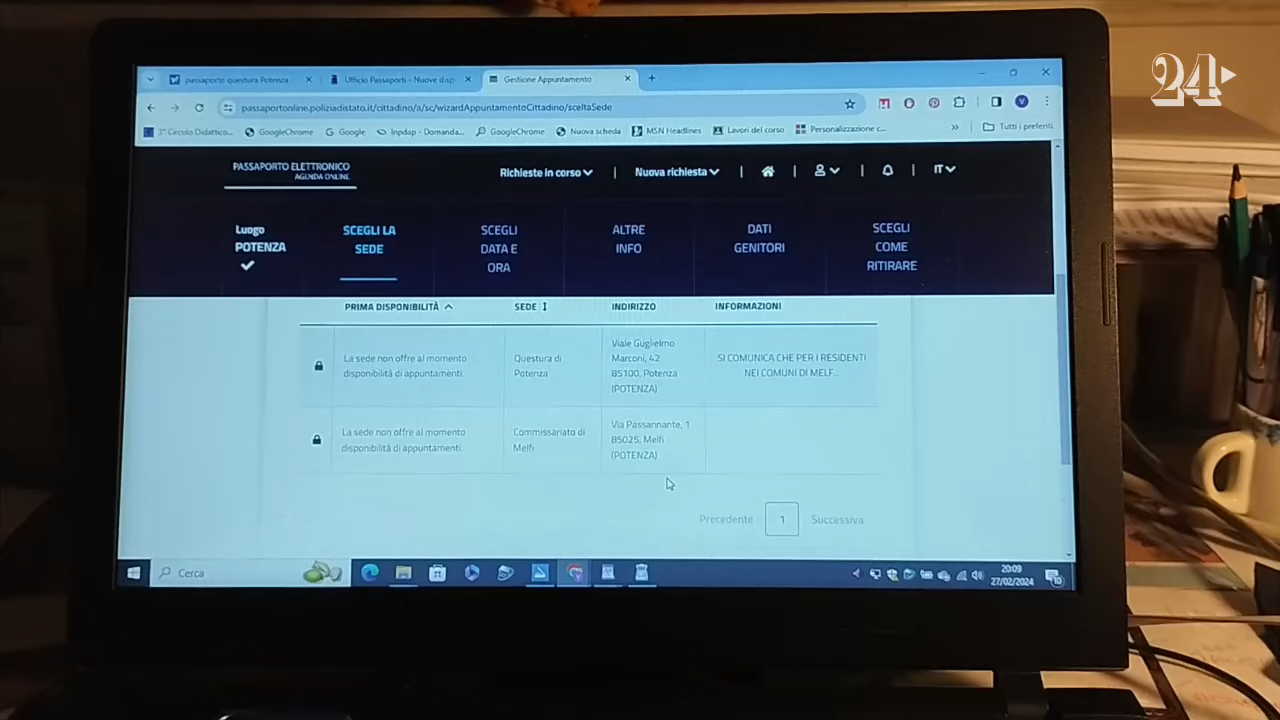 24
passaporto questura Potenza
Ufficio Passaporti - Nuove disp
Gestione Appuntamento
passaportonline.poliziadistato.it/cittadino/a/sc/wizardAppuntamentoCittadino/sceltaSede
3° Circolo Didattico...
GoogleChrome
Google
Inpdap - Domanda...
GoogleChrome
Nuova scheda
MSN Headlines
Lavori del corso
Personalizzazione c...
»
Tutti i preferiti
PASSAPORTO ELETTRONICO
AGENDA ONLINE
Richieste in corso
Nuova richiesta
IT
Luogo
POTENZA
SCEGLI LA
SEDE
SCEGLI
DATA E
ORA
ALTRE
INFO
DATI
GENITORI
SCEGLI
COME
RITIRARE
PRIMA DISPONIBILITÀ
SEDE
INDIRIZZO
INFORMAZIONI
La sede non offre al momento
disponibilità di appuntamenti.
Questura di
Potenza
Viale Guglielmo
Marconi, 42
85100, Potenza
(POTENZA)
SI COMUNICA CHE PER I RESIDENTI
NEI COMUNI DI MELF...
La sede non offre al momento
disponibilità di appuntamenti.
Commissariato di
Melfi
Via Passannante, 1
85025, Melfi
(POTENZA)
Precedente
1
Successiva
Cerca
20:09
27/02/2024